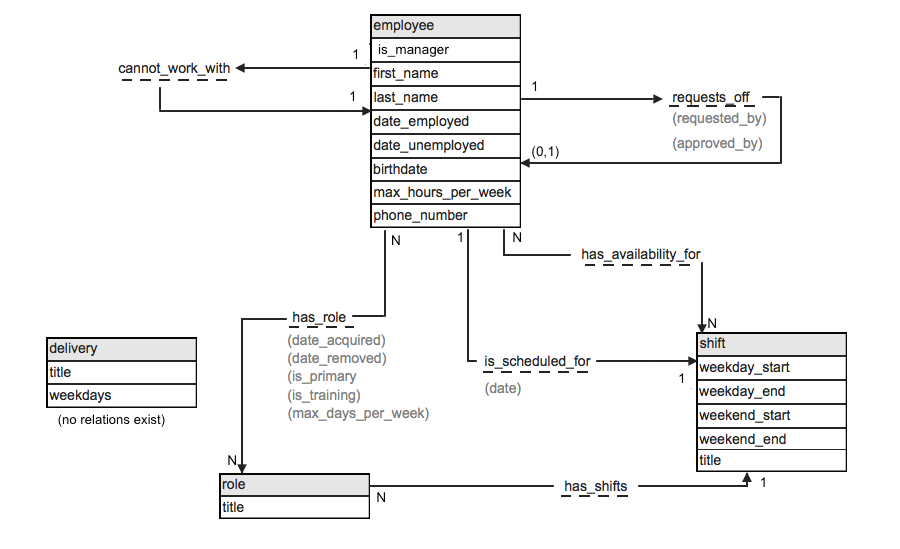 employee
is_manager
first_name
last_name
date_employed
date_unemployed
birthdate
max_hours_per_week
phone_number
1
cannot_work_with
1
1
requests_off
(requested_by)
(approved_by)
(0,1)
N
1
N
has_availability_for
N
has_role
(date_acquired)
(date_removed)
(is_primary
(is_training)
(max_days_per_week)
is_scheduled_for
(date)
1
shift
weekday_start
weekday_end
weekend_start
weekend_end
title
delivery
title
weekdays
(no relations exist)
N
role
title
N
has_shifts
1